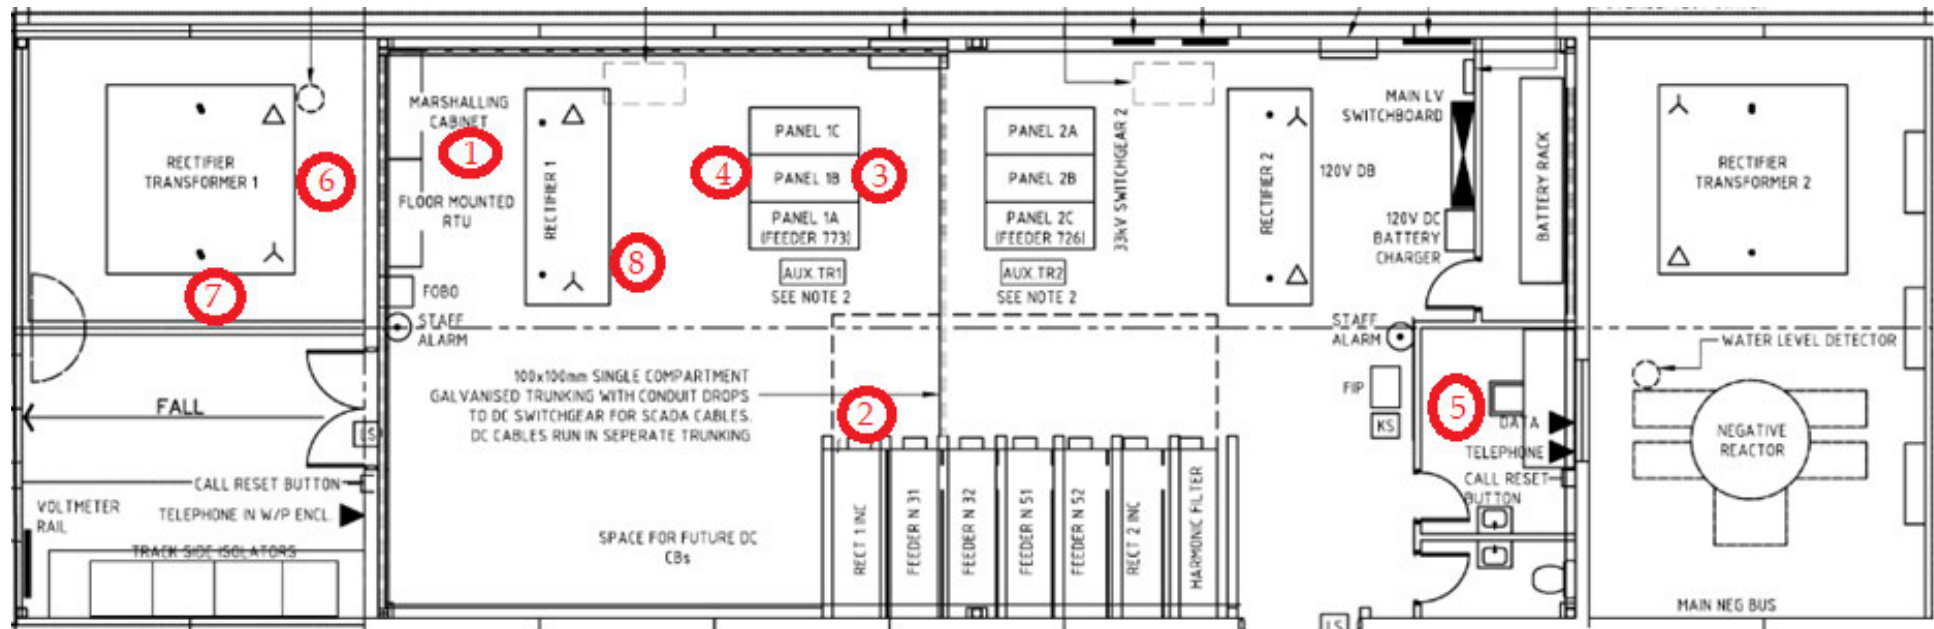 RECTIFIER
TRANSFORMER 1
6
7
MARSHALLING
CABINET
1
FLOOR MOUNTED
RTU
FOBO
STAFF
ALARM
RECTIFIER 1
8
4
3
PANEL 1C
PANEL 1B
PANEL 1A
(FEEDER 773)
AUX.TR1
SEE NOTE 2
PANEL 2A
PANEL 2B
PANEL 2C
(FEEDER 726)
AUX.TR2
SEE NOTE 2
33kV SWITCHGEAR 2
RECTIFIER 2
MAIN LV
SWITCHBOARD
120V DB
120V DC
BATTERY
CHARGER
BATTERY RACK
RECTIFIER
TRANSFORMER 2
STAFF
ALARM
FIP
KS
5
DATA
TELEPHONE
CALL RESET
BUTTON
WATER LEVEL DETECTOR
NEGATIVE
REACTOR
MAIN NEG BUS
FALL
LS
CALL RESET BUTTON
VOLTMETER
RAIL
TELEPHONE IN W/P ENCL.
TRACK SIDE ISOLATORS
100x100mm SINGLE COMPARTMENT
GALVANISED TRUNKING WITH CONDUIT DROPS
TO DC SWITCHGEAR FOR SCADA CABLES.
DC CABLES RUN IN SEPERATE TRUNKING
2
SPACE FOR FUTURE DC
CBs
RECT 1 INC
FEEDER N 31
FEEDER N 32
FEEDER N 51
FEEDER N 52
RECT 2 INC
HARMONIC FILTER
LS